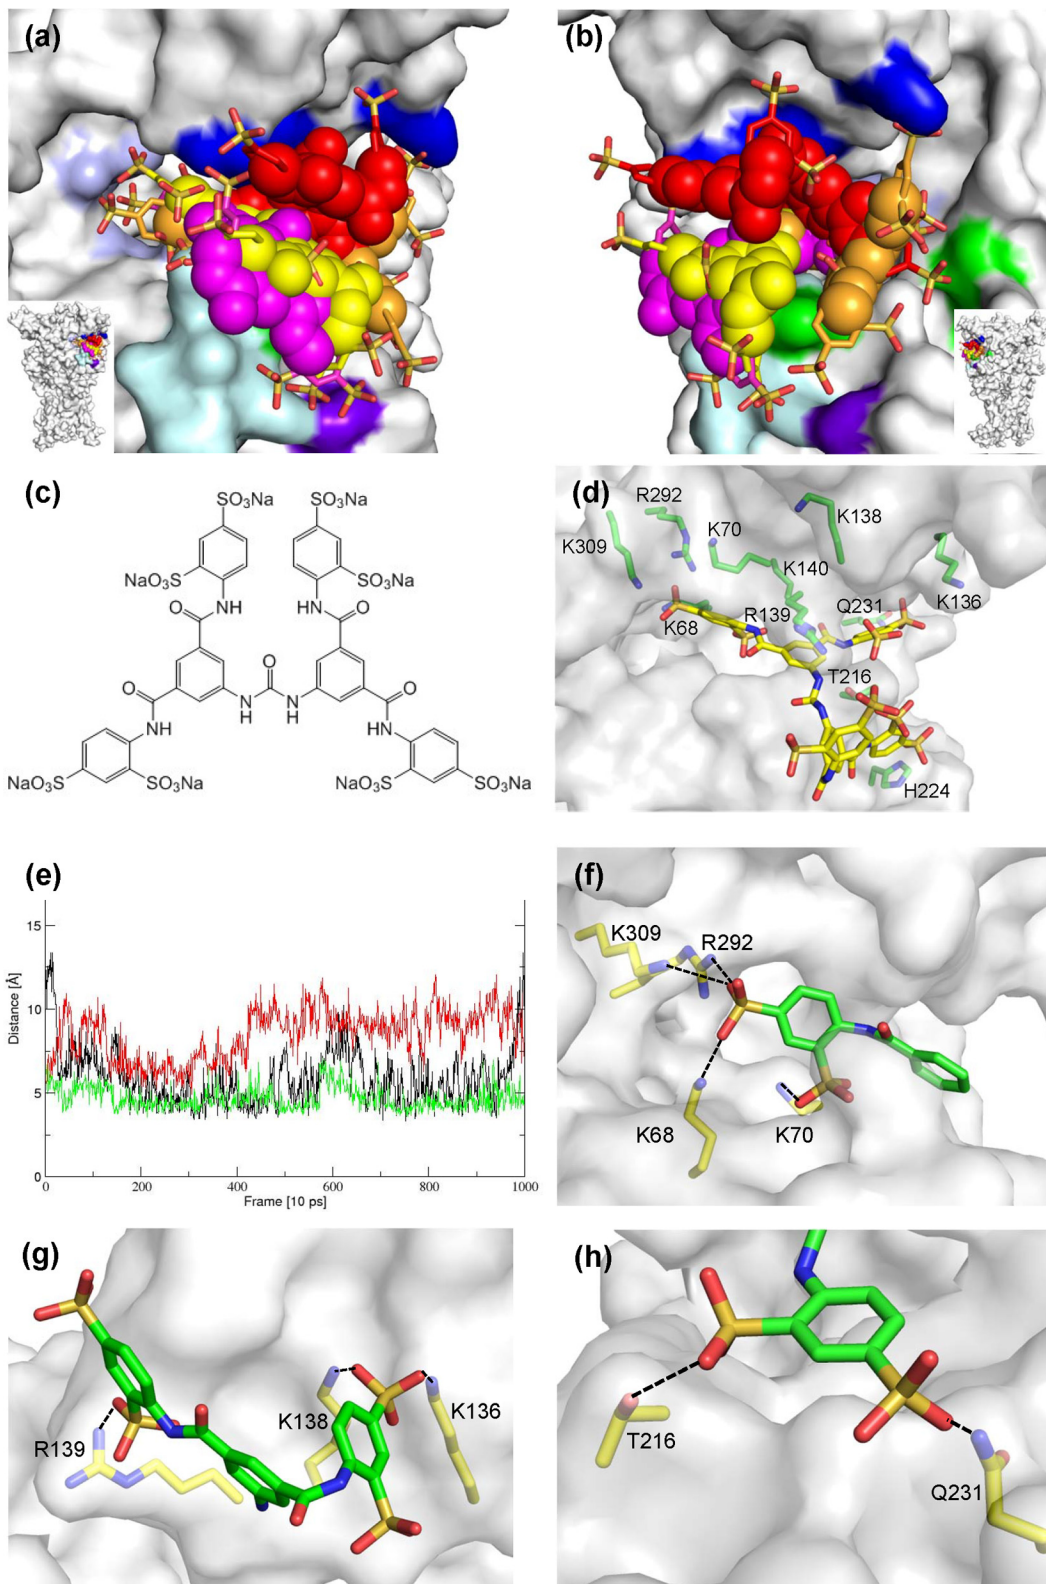 (a)
(b)
(c)
SO₃Na SO₃Na
NaO₃S SO₃Na
O NH HN O
O O O
NH N H N H HN
NaO₃S SO₃Na NaO₃S SO₃Na
(d)
R292
K309
K70
K138
K140
K68
R139
Q231
K136
T216
H224
(e)
Distance [Å]
15
10
5
0
0 200 400 600 800 1000
Frame [10 ps]
(f)
K309
R292
K68
K70
(g)
R139
K138
K136
(h)
T216
Q231